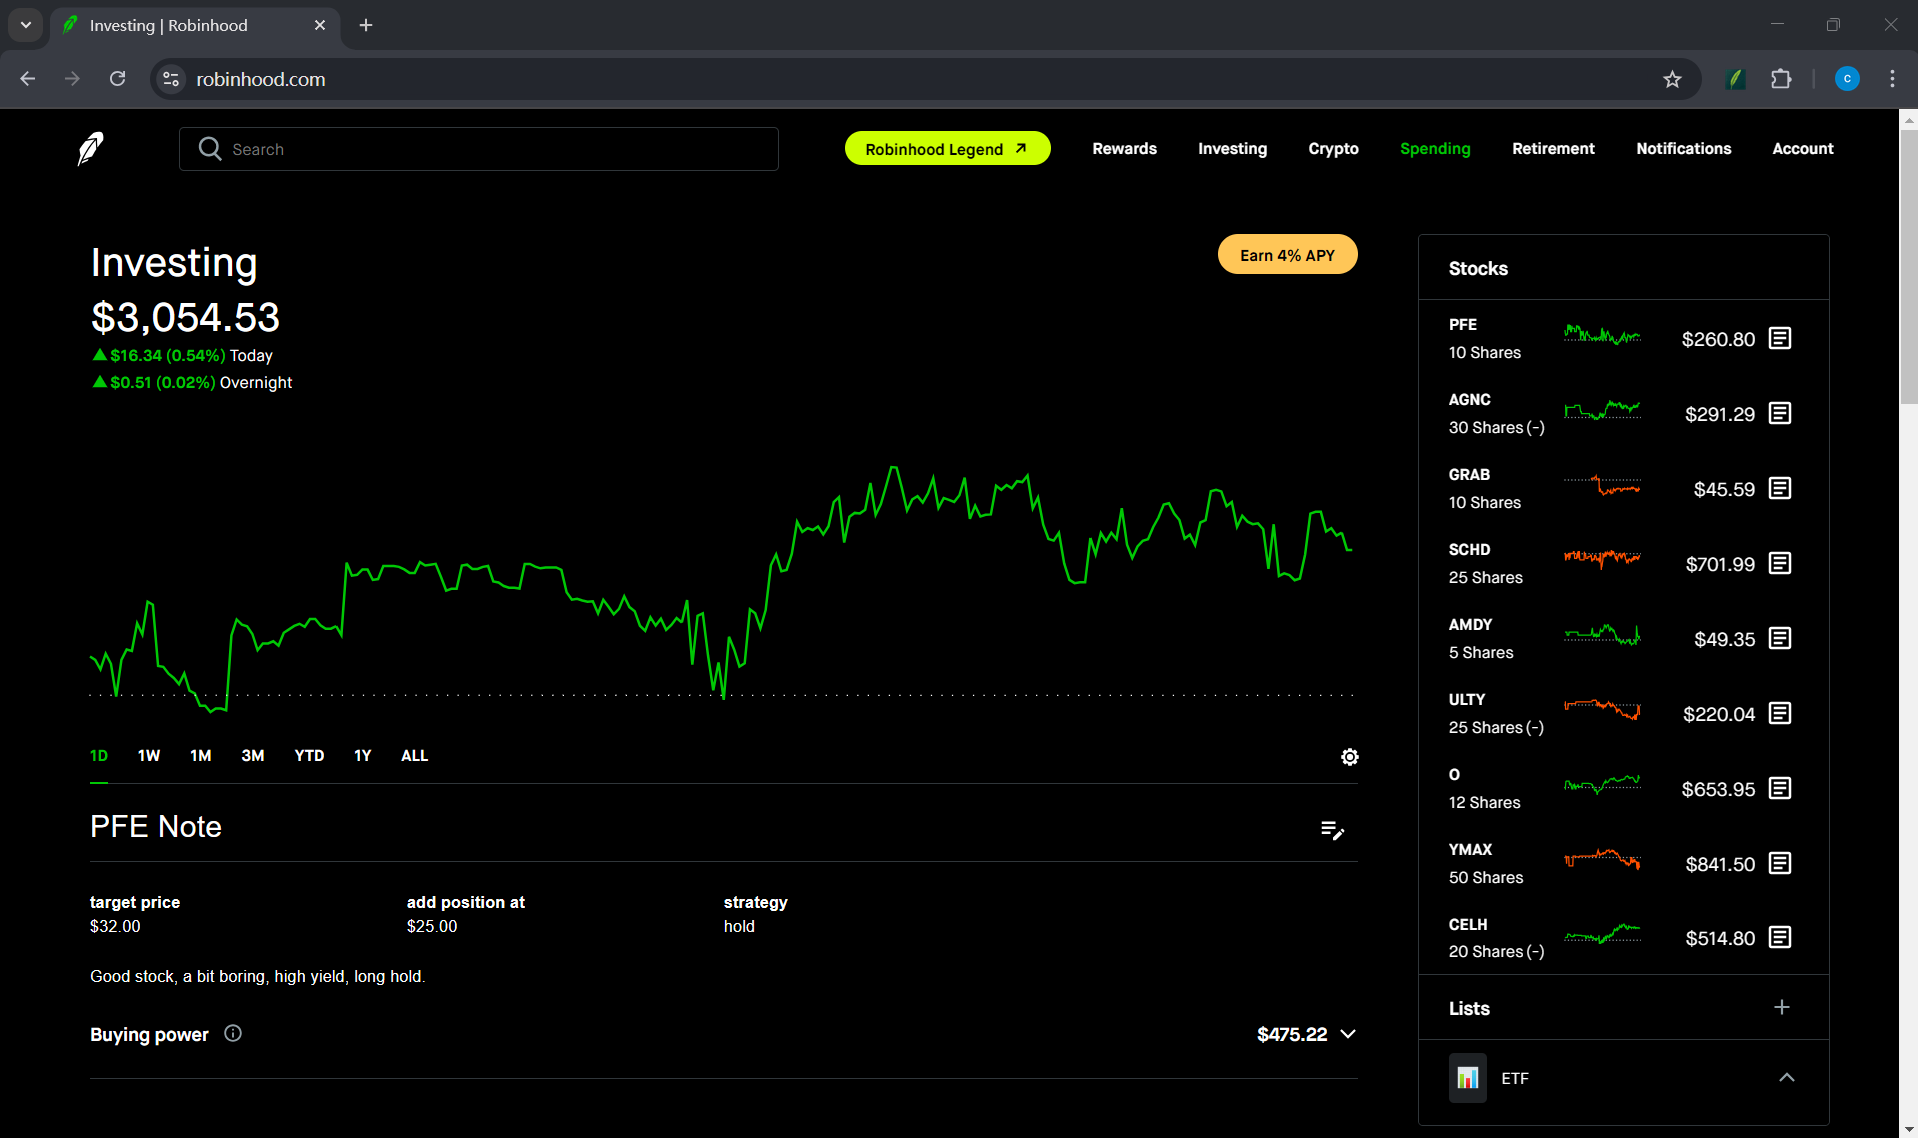 Investing | Robinhood
robinhood.com
C
Search
Robinhood Legend
Rewards
Investing
Crypto
Spending
Retirement
Notifications
Account
Investing
$3,054.53
$16.34 (0.54%) Today
$0.51 (0.02%) Overnight
Earn 4% APY
1D 1W 1M 3M YTD 1Y ALL
PFE Note
target price
$32.00
add position at
$25.00
strategy
hold
Good stock, a bit boring, high yield, long hold.
Buying power
$475.22
Stocks
PFE
10 Shares
$260.80
AGNC
30 Shares (-)
$291.29
GRAB
10 Shares
$45.59
SCHD
25 Shares
$701.99
AMDY
5 Shares
$49.35
ULTY
25 Shares (-)
$220.04
O
12 Shares
$653.95
YMAX
50 Shares
$841.50
CELH
20 Shares (-)
$514.80
Lists
ETF